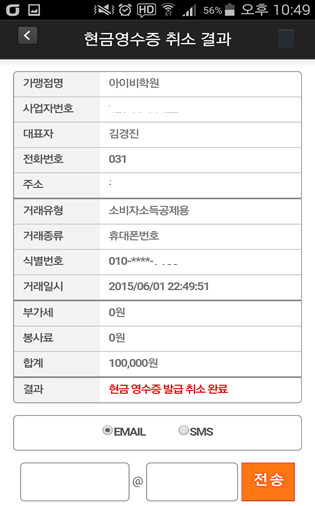 HD 56% 오후 10:49
현금영수증 취소 결과
가맹점명 아이비학원
사업자번호
대표자 김경진
전화번호 031
주소 :
거래유형 소비자소득공제용
거래종류 휴대폰번호
식별번호 010-****-
거래일시 2015/06/01 22:49:51
부가세 0원
봉사료 0원
합계 100,000원
결과 현금 영수증 발급 취소 완료
EMAIL SMS
@ 전송